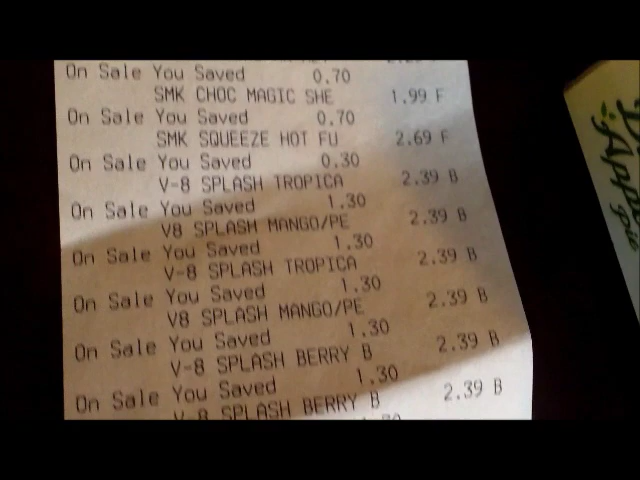 On Sale You Saved 0.70
SMK CHOC MAGIC SHE 1.99 F
On Sale You Saved 0.70
SMK SQUEEZE HOT FU 2.69 F
On Sale You Saved 0.30
V-8 SPLASH TROPICA 2.39 B
On Sale You Saved 1.30
V8 SPLASH MANGO/PE 2.39 B
On Sale You Saved 1.30
V-8 SPLASH TROPICA 2.39 B
On Sale You Saved 1.30
V8 SPLASH MANGO/PE 2.39 B
On Sale You Saved 1.30
V-8 SPLASH BERRY B 2.39 B
On Sale You Saved 1.30
V-8 SPLASH BERRY B 2.39 B